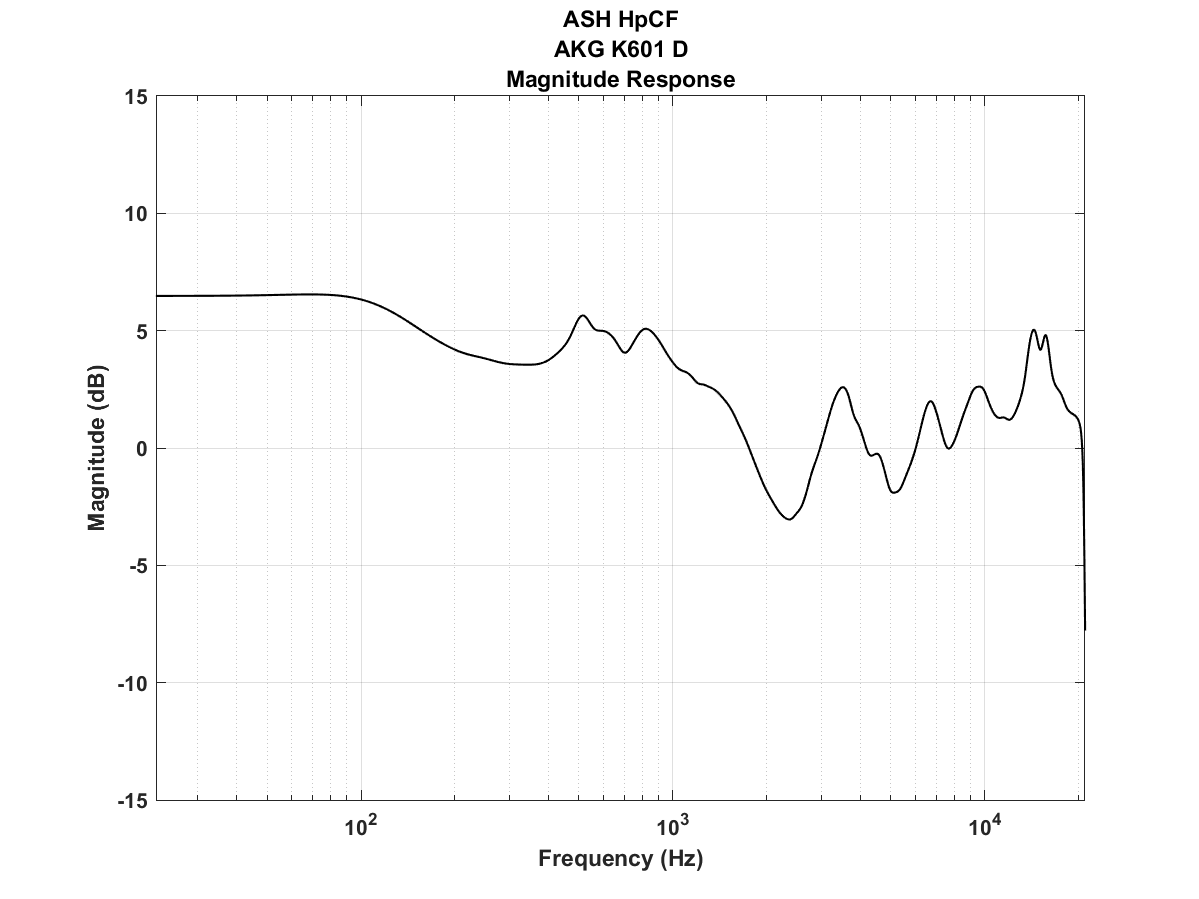 ASH HpCF
AKG K601 D
Magnitude Response
15
10
5
0
-5
-10
-15
Magnitude (dB)
10²
10³
10⁴
Frequency (Hz)